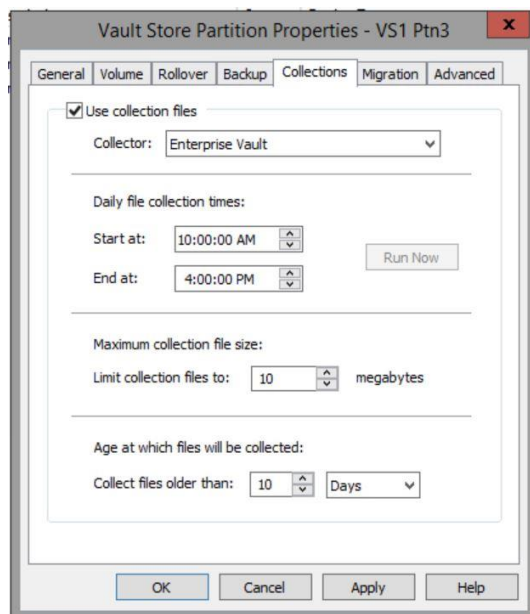 Vault Store Partition Properties - VS1 Ptn3
x
General Volume Rollover Backup Collections Migration Advanced
Use collection files
Collector: Enterprise Vault
Daily file collection times:
Start at: 10:00:00 AM
Run Now
End at: 4:00:00 PM
Maximum collection file size:
Limit collection files to: 10 megabytes
Age at which files will be collected:
Collect files older than: 10 Days
OK Cancel Apply Help